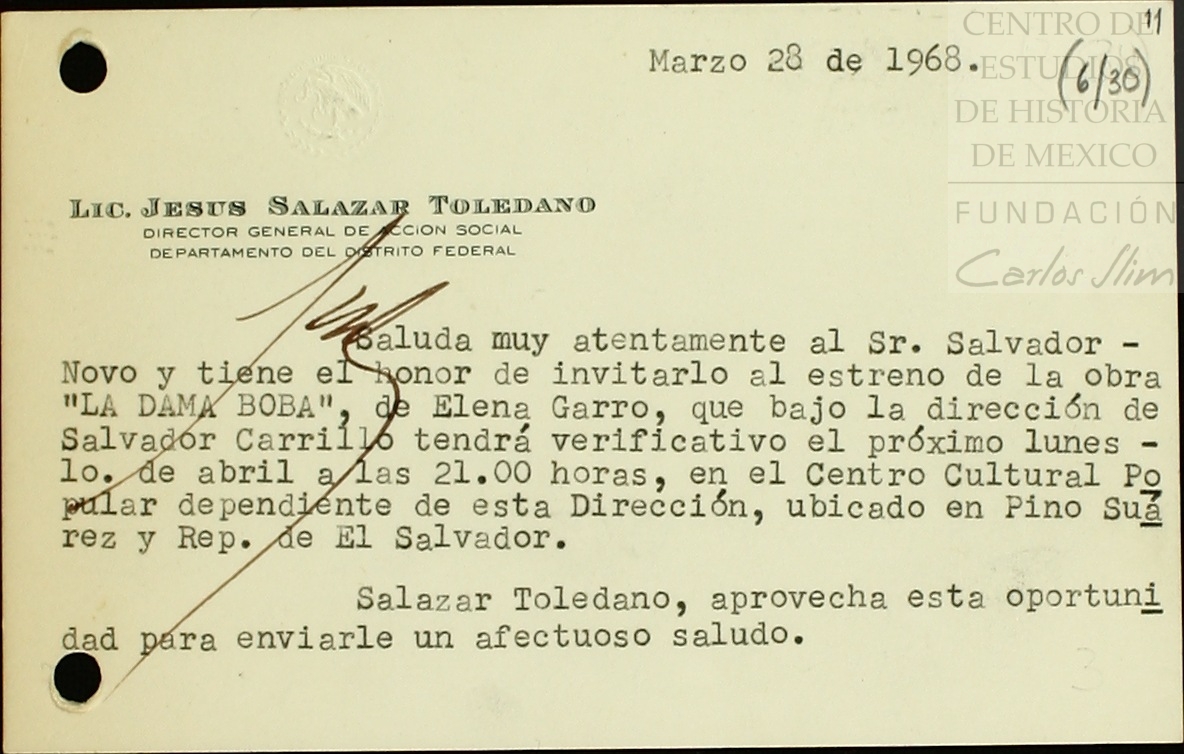 11
Marzo 28 de 1968.
(6/30)
CENTRO DE
ESTUDIOS
DE HISTORIA
DE MEXICO
FUNDACIÓN
Carlos Slim
LIC. JESUS SALAZAR TOLEDANO
DIRECTOR GENERAL DE ACCION SOCIAL
DEPARTAMENTO DEL DISTRITO FEDERAL
Saluda muy atentamente al Sr. Salvador -
Novo y tiene el honor de invitarlo al estreno de la obra
"LA DAMA BOBA", de Elena Garro, que bajo la dirección de
Salvador Carrillo tendrá verificativo el próximo lunes -
lo. de abril a las 21.00 horas, en el Centro Cultural Po
pular dependiente de esta Dirección, ubicado en Pino Suá
rez y Rep. de El Salvador.
Salazar Toledano, aprovecha esta oportuni
dad para enviarle un afectuoso saludo.
3